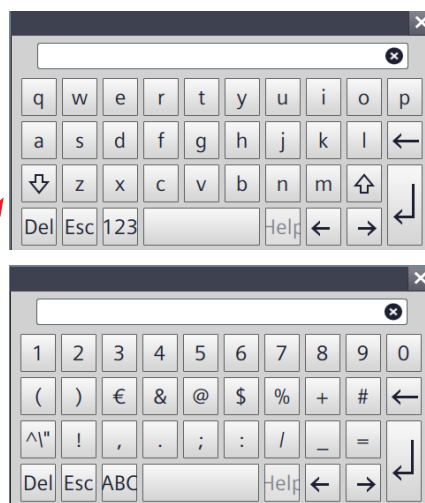 ×
q w e r t y u i o p
a s d f g h j k l ←
z x c v b n m
Del Esc 123 Help ← →
×
1 2 3 4 5 6 7 8 9 0
( ) € & @ $ % + # ←
^\" ! , . ; : / _ =
Del Esc ABC Help ← →